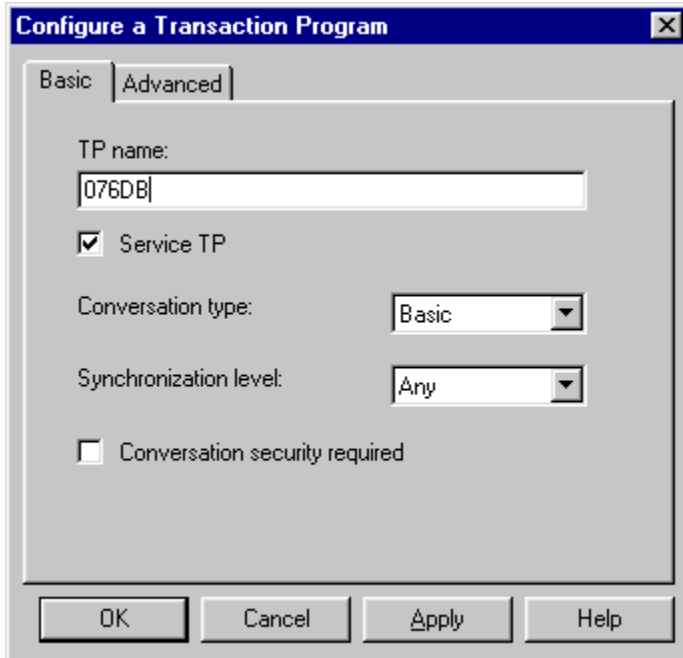 Configure a Transaction Program
Basic Advanced
TP name:
076DB
Service TP
Conversation type: Basic
Synchronization level: Any
Conversation security required
OK Cancel Apply Help